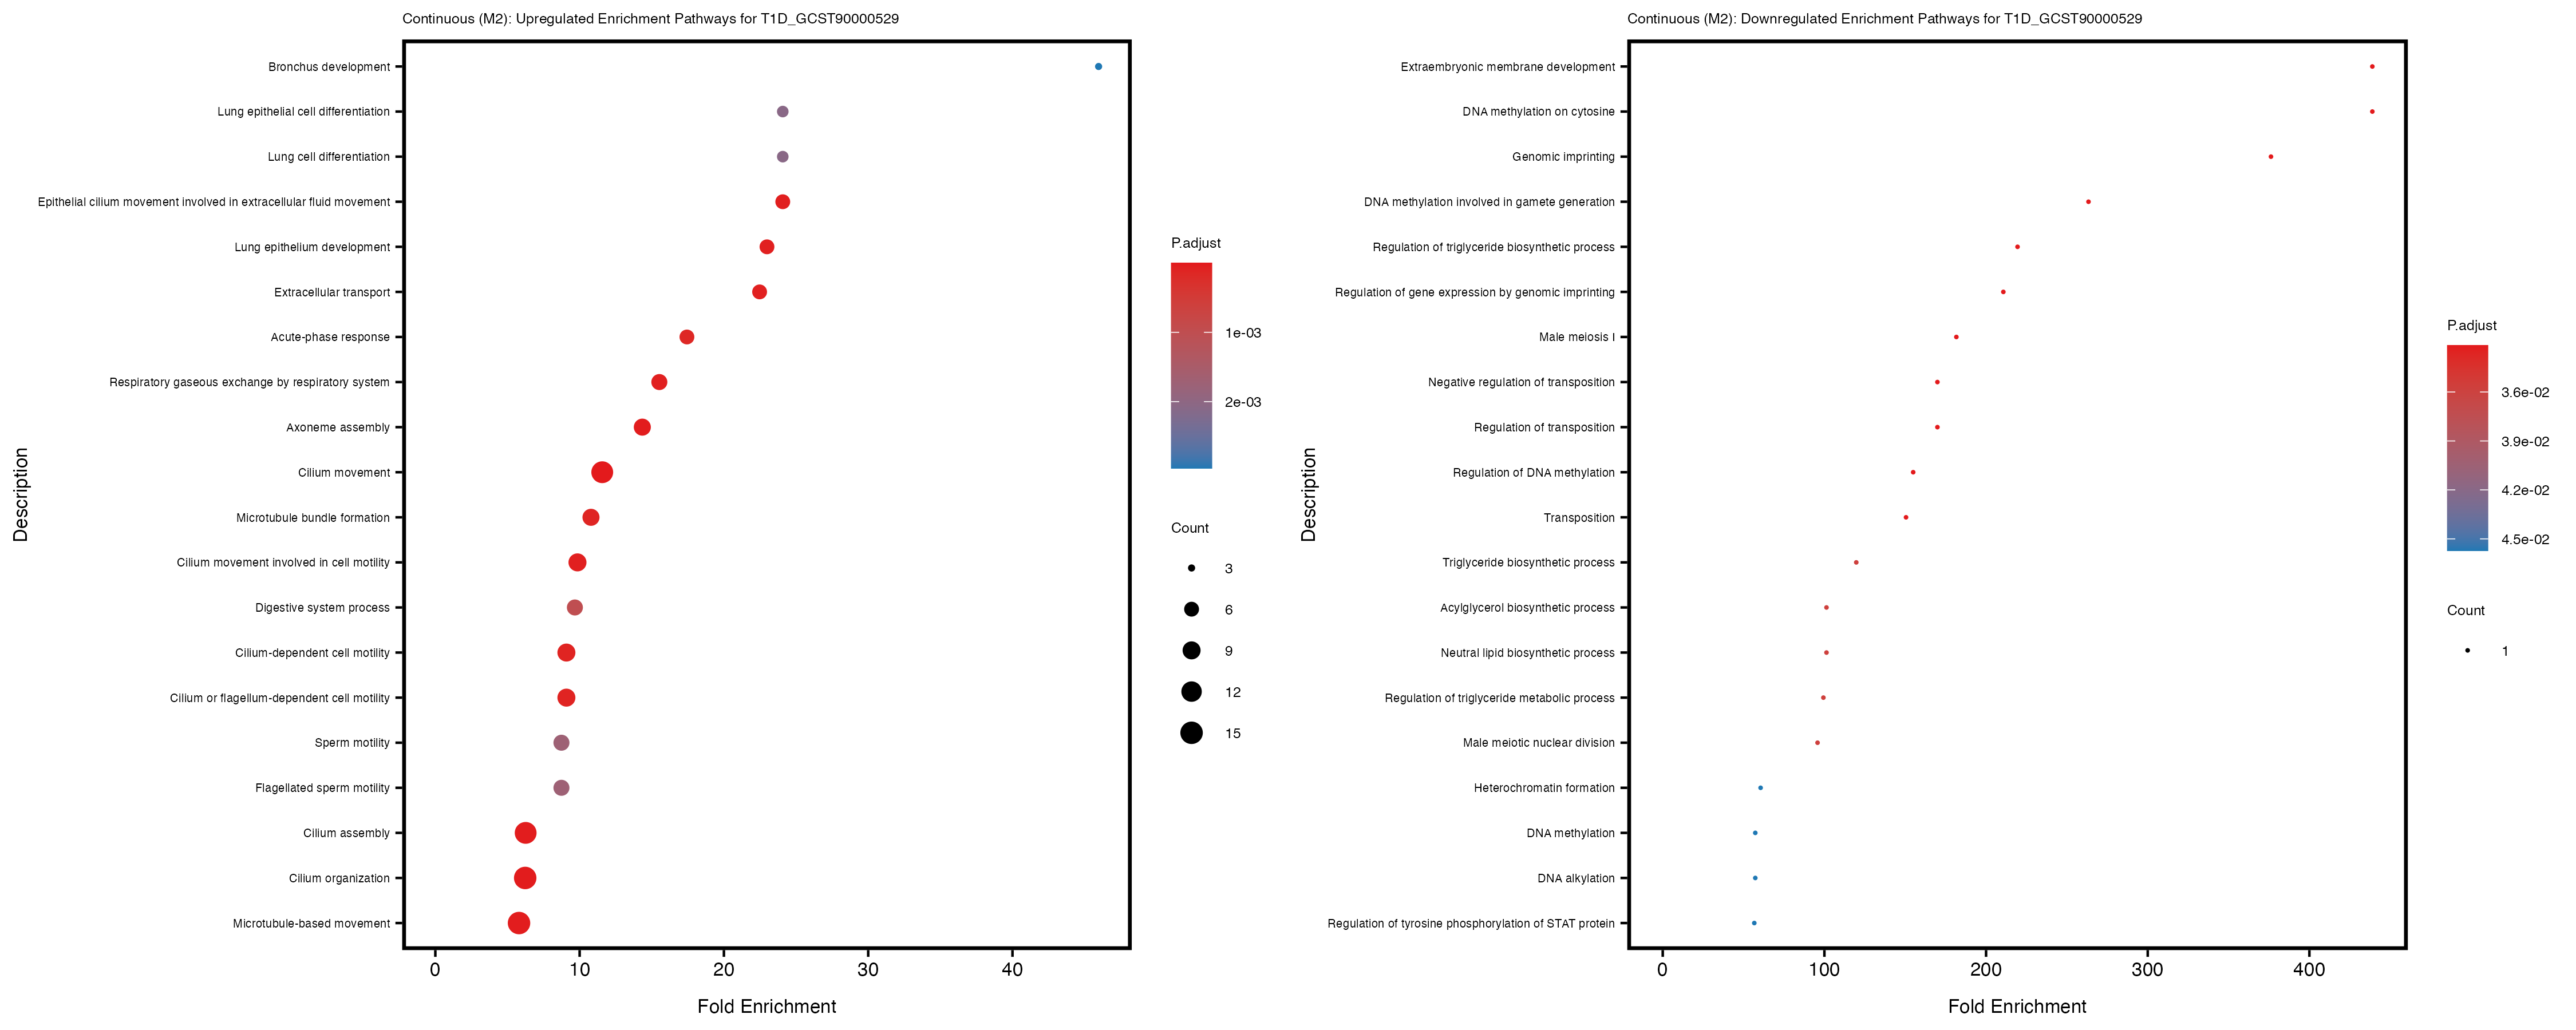 Continuous (M2): Upregulated Enrichment Pathways for T1D_GCST90000529
Description
Bronchus development
Lung epithelial cell differentiation
Lung cell differentiation
Epithelial cilium movement involved in extracellular fluid movement
Lung epithelium development
Extracellular transport
Acute-phase response
Respiratory gaseous exchange by respiratory system
Axoneme assembly
Cilium movement
Microtubule bundle formation
Cilium movement involved in cell motility
Digestive system process
Cilium-dependent cell motility
Cilium or flagellum-dependent cell motility
Sperm motility
Flagellated sperm motility
Cilium assembly
Cilium organization
Microtubule-based movement
0 10 20 30 40
Fold Enrichment
P.adjust
1e-03
2e-03
Count
3
6
9
12
15
Continuous (M2): Downregulated Enrichment Pathways for T1D_GCST90000529
Description
Extraembryonic membrane development
DNA methylation on cytosine
Genomic imprinting
DNA methylation involved in gamete generation
Regulation of triglyceride biosynthetic process
Regulation of gene expression by genomic imprinting
Male meiosis I
Negative regulation of transposition
Regulation of transposition
Regulation of DNA methylation
Transposition
Triglyceride biosynthetic process
Acylglycerol biosynthetic process
Neutral lipid biosynthetic process
Regulation of triglyceride metabolic process
Male meiotic nuclear division
Heterochromatin formation
DNA methylation
DNA alkylation
Regulation of tyrosine phosphorylation of STAT protein
0 100 200 300 400
Fold Enrichment
P.adjust
3.6e-02
3.9e-02
4.2e-02
4.5e-02
Count
1